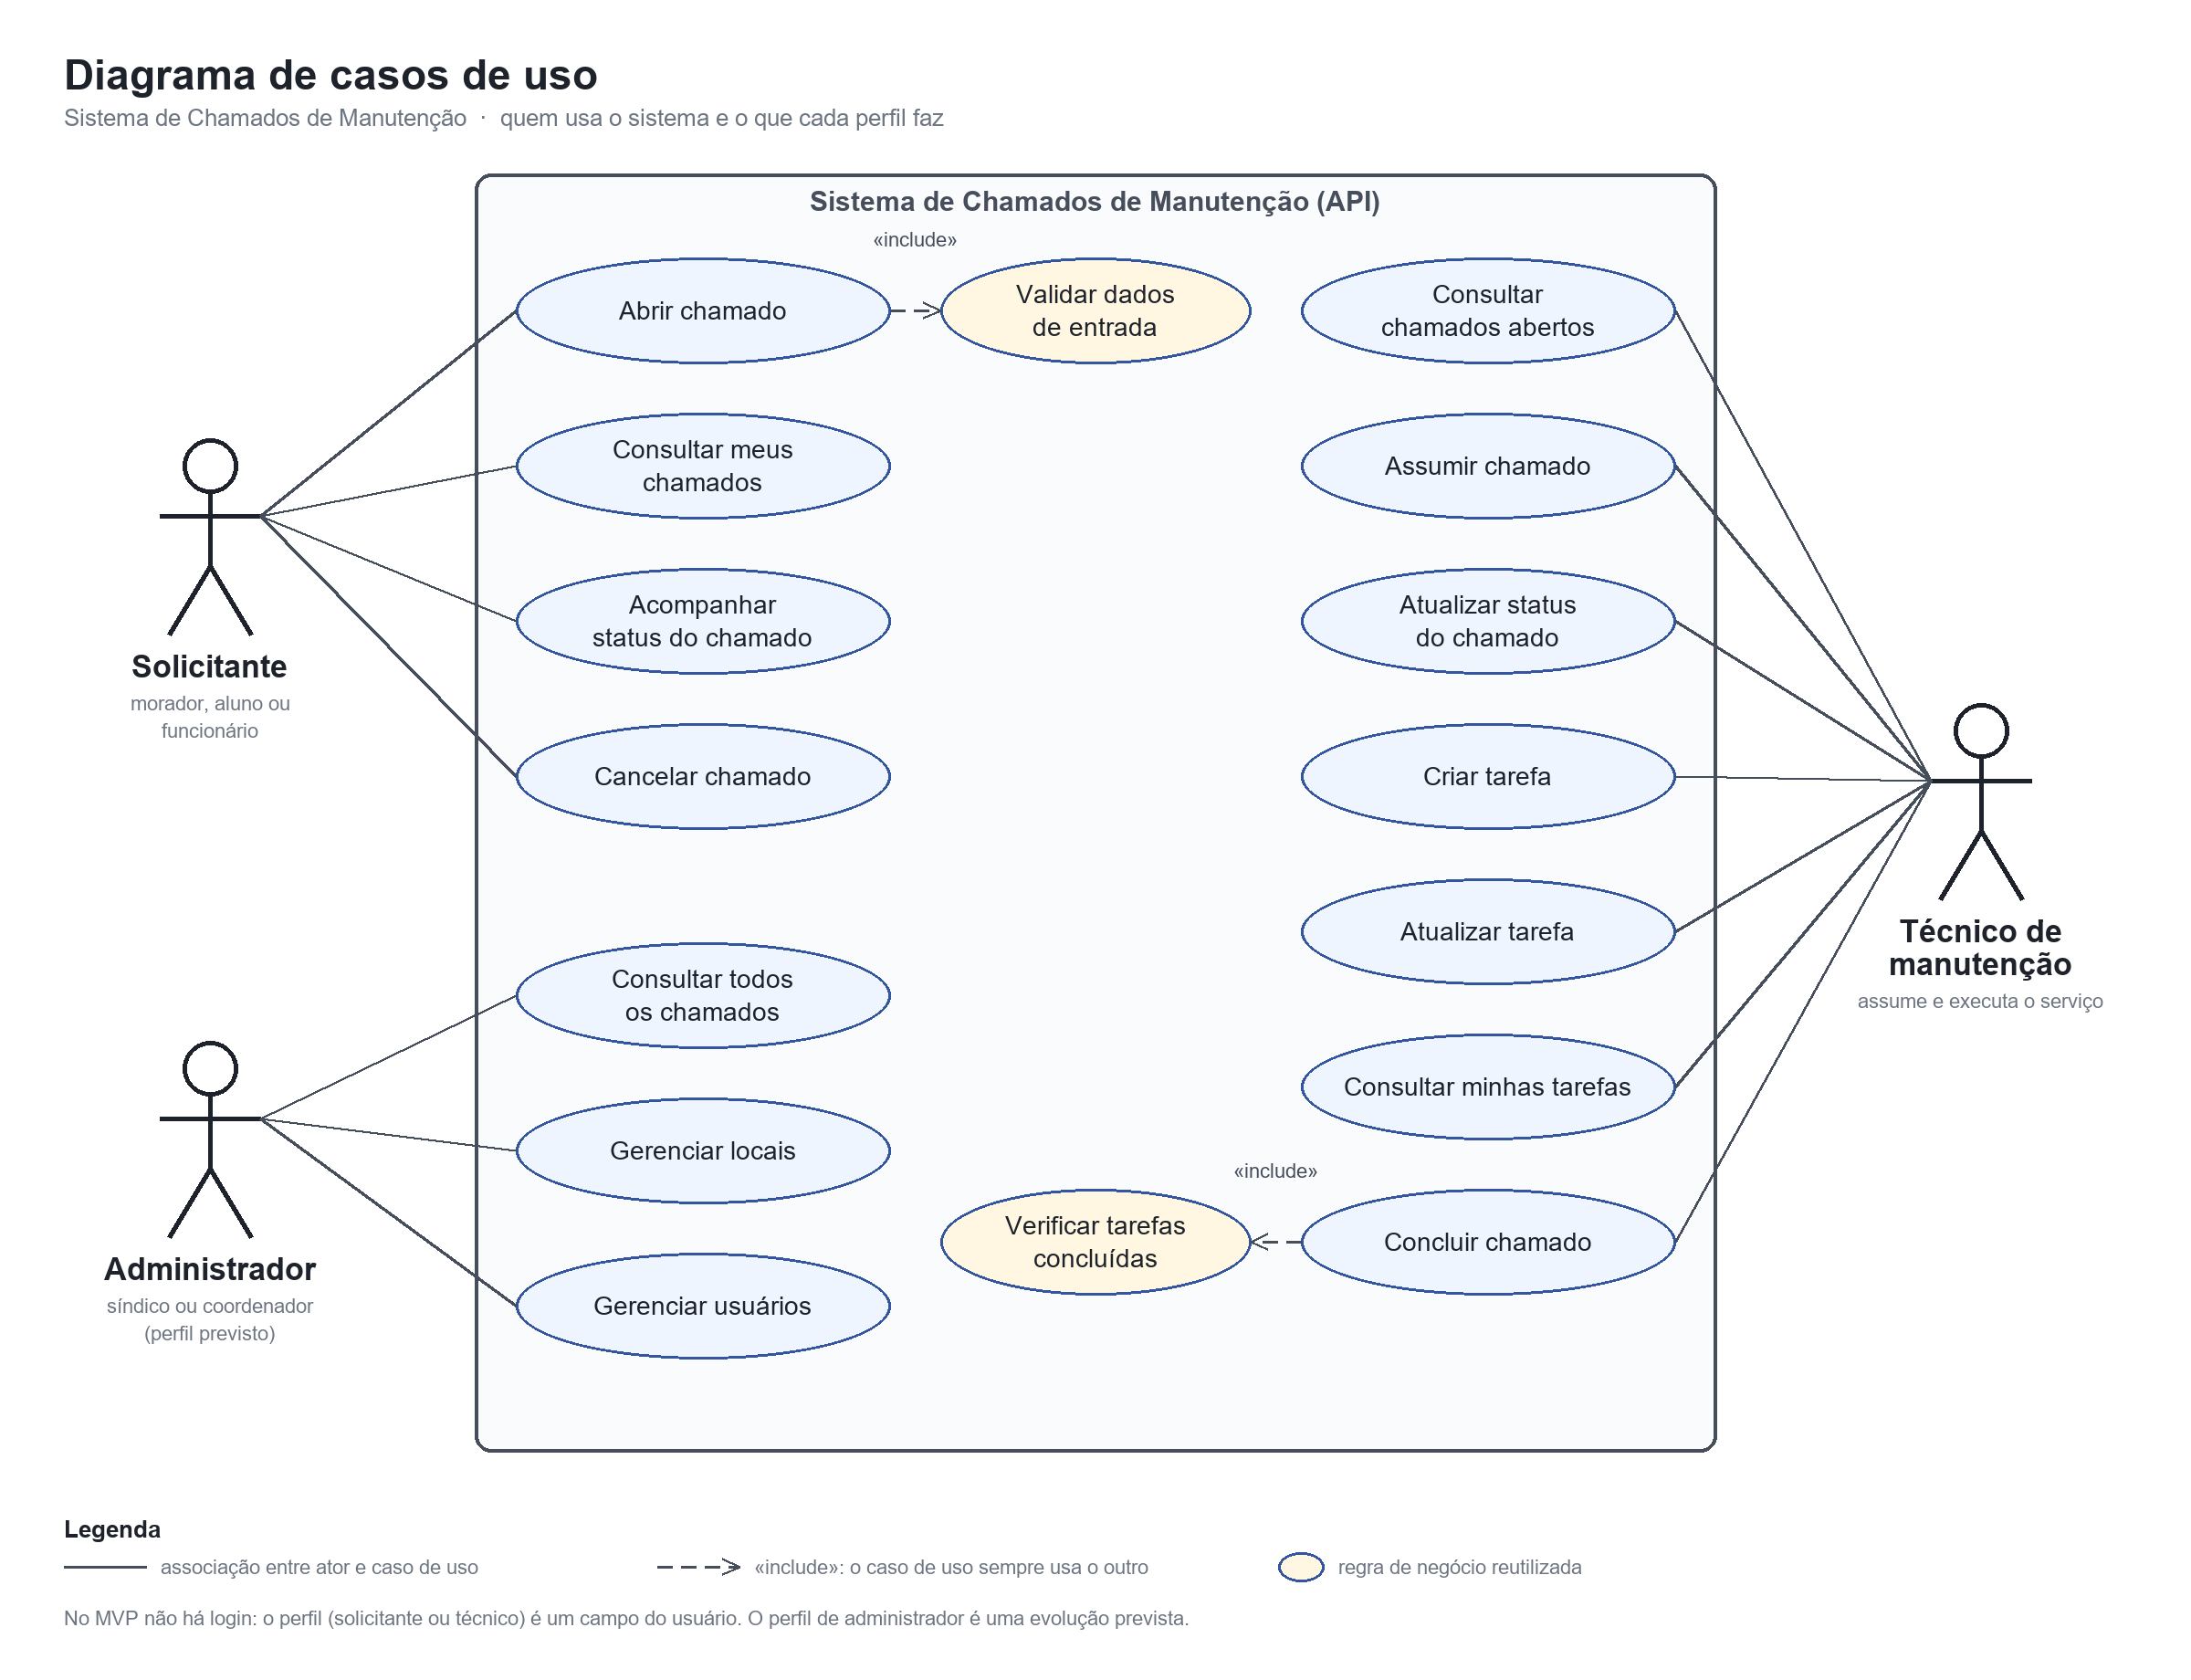 Diagrama de casos de uso
Sistema de Chamados de Manutenção · quem usa o sistema e o que cada perfil faz
Sistema de Chamados de Manutenção (API)
«include»
Abrir chamado
Validar dados
de entrada
Consultar
chamados abertos
Consultar meus
chamados
Assumir chamado
Acompanhar
status do chamado
Atualizar status
do chamado
Solicitante
morador, aluno ou
funcionário
Cancelar chamado
Criar tarefa
Atualizar tarefa
Técnico de
manutenção
assume e executa o serviço
Consultar todos
os chamados
Consultar minhas tarefas
Gerenciar locais
«include»
Verificar tarefas
concluídas
Concluir chamado
Administrador
síndico ou coordenador
(perfil previsto)
Gerenciar usuários
Legenda
associação entre ator e caso de uso
«include»: o caso de uso sempre usa o outro
regra de negócio reutilizada
No MVP não há login: o perfil (solicitante ou técnico) é um campo do usuário. O perfil de administrador é uma evolução prevista.